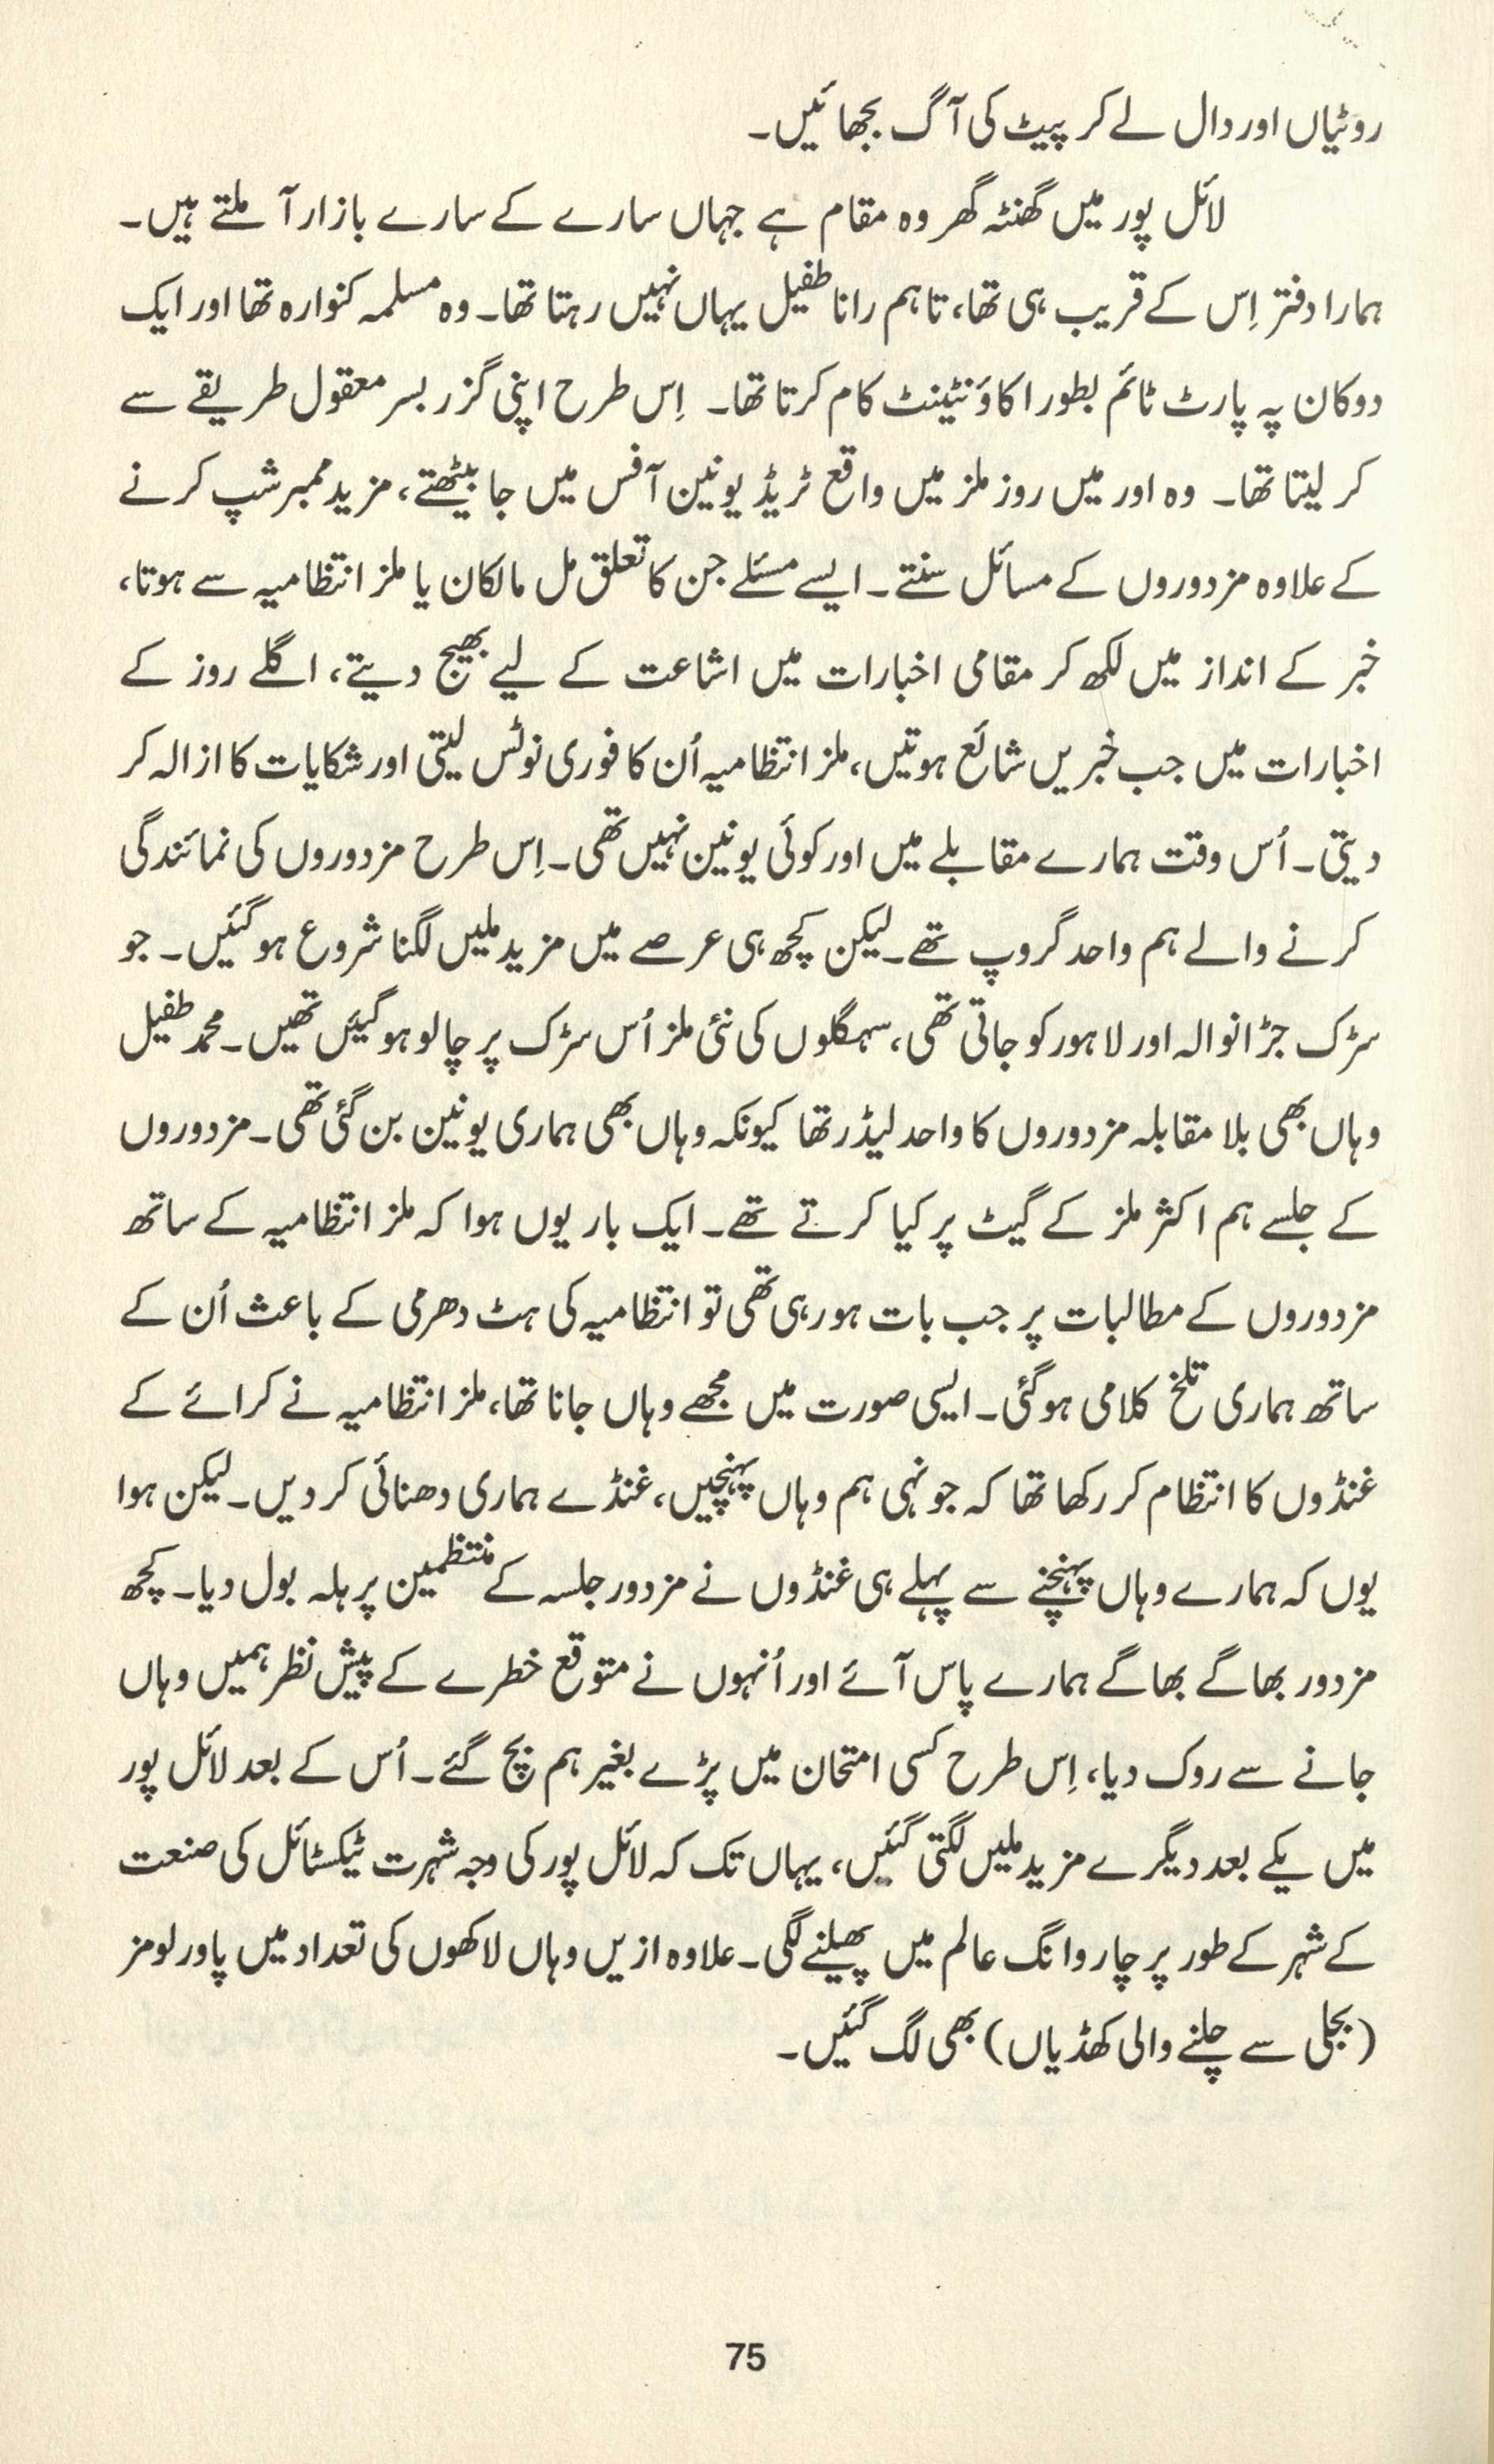 روٹیاں اور دال لے کر پیٹ کی آگ بجھائیں۔
لائل پور میں گھنٹہ گھر وہ مقام ہے جہاں سارے کے سارے بازار آ ملتے ہیں۔
ہمارا دفتر اِس کے قریب ہی تھا، تاہم رانا طفیل یہاں نہیں رہتا تھا۔ وہ مسلمہ کنوارہ تھا اور ایک
دوکان پہ پارٹ ٹائم بطور اکاؤنٹینٹ کام کرتا تھا۔ اِس طرح اپنی گزر بسر معقول طریقے سے
کر لیتا تھا۔ وہ اور میں روز ملز میں واقع ٹریڈ یونین آفس میں جا بیٹھتے، مزید ممبر شپ کرنے
کے علاوہ مزدوروں کے مسائل سنتے۔ ایسے مسئلے جن کا تعلق مل مالکان یا ملز انتظامیہ سے ہوتا،
خبر کے انداز میں لکھ کر مقامی اخبارات میں اشاعت کے لیے بھیج دیتے، اگلے روز کے
اخبارات میں جب خبریں شائع ہوتیں، ملز انتظامیہ اُن کا فوری نوٹس لیتی اور شکایات کا ازالہ کر
دیتی۔ اُس وقت ہمارے مقابلے میں اور کوئی یونین نہیں تھی۔ اِس طرح مزدوروں کی نمائندگی
کرنے والے ہم واحد گروپ تھے۔ لیکن کچھ ہی عرصے میں مزید ملیں لگنا شروع ہو گئیں۔ جو
سڑک جڑانوالہ اور لاہور کو جاتی تھی، سہگلوں کی نئی ملز اُس سڑک پر چالو ہو گیئں تھیں۔ محمد طفیل
وہاں بھی بلا مقابلہ مزدوروں کا واحد لیڈر تھا کیونکہ وہاں بھی ہماری یونین بن گئی تھی۔ مزدوروں
کے جلسے ہم اکثر ملز کے گیٹ پر کیا کرتے تھے۔ ایک بار یوں ہوا کہ ملز انتظامیہ کے ساتھ
مزدوروں کے مطالبات پر جب بات ہو رہی تھی تو انتظامیہ کی ہٹ دھرمی کے باعث اُن کے
ساتھ ہماری تلخ کلامی ہو گئی۔ ایسی صورت میں مجھے وہاں جانا تھا، ملز انتظامیہ نے کرائے کے
غنڈوں کا انتظام کر رکھا تھا کہ جونہی ہم وہاں پہنچیں، غنڈے ہماری دھنائی کر دیں۔ لیکن ہوا
یوں کہ ہمارے وہاں پہنچنے سے پہلے ہی غنڈوں نے مزدور جلسہ کے منتظمین پر ہلہ بول دیا۔ کچھ
مزدور بھاگے بھاگے ہمارے پاس آئے اور اُنہوں نے متوقع خطرے کے پیش نظر ہمیں وہاں
جانے سے روک دیا، اِس طرح کسی امتحان میں پڑے بغیر ہم بچ گئے۔ اُس کے بعد لائل پور
میں یکے بعد دیگرے مزید ملیں لگتی گئیں، یہاں تک کہ لائل پور کی وجہ شہرت ٹیکسٹائل کی صنعت
کے شہر کے طور پر چار وانگ عالم میں پھیلنے لگی۔ علاوہ ازیں وہاں لاکھوں کی تعداد میں پاور لومز
(بجلی سے چلنے والی کھڈیاں) بھی لگ گئیں۔
75